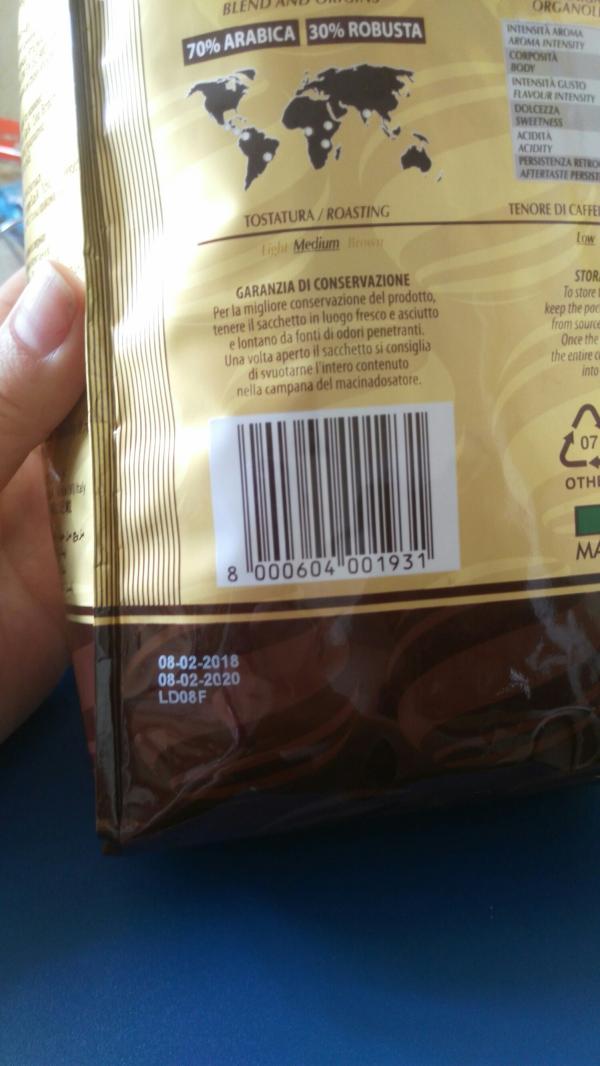 BLEND AND ORIGINS
70% ARABICA 30% ROBUSTA
TOSTATURA / ROASTING
Light Medium Brown
GARANZIA DI CONSERVAZIONE
Per la migliore conservazione del prodotto,
tenere il sacchetto in luogo fresco e asciutto
e lontano da fonti di odori penetranti.
Una volta aperto il sacchetto si consiglia
di svuotarne l'intero contenuto
nella campana del macinadosatore.
8 000604 001931
08-02-2018
08-02-2020
LD08F
INTENSITÀ AROMA
AROMA INTENSITY
CORPOSITÀ
BODY
INTENSITÀ GUSTO
FLAVOUR INTENSITY
DOLCEZZA
SWEETNESS
ACIDITÀ
ACIDITY
PERSISTENZA
AFTERTASTE
TENORE DI
Low
To store
keep the
from
Once the
the entire
into
07